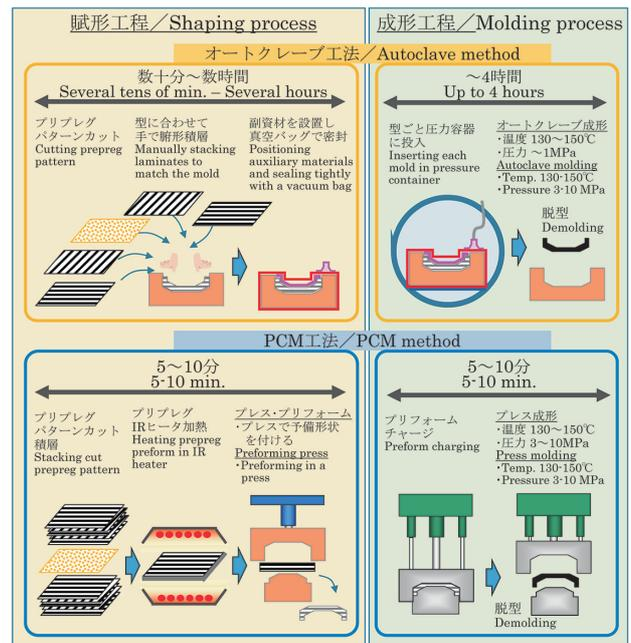 賦形工程／Shaping process
成形工程／Molding process
オートクレーブ工法／Autoclave method
数十分～数時間
Several tens of min. – Several hours
プリプレグ
パターンカット
Cutting prepreg
pattern
型に合わせて
手で腑形積層
Manually stacking
laminates to
match the mold
副資材を設置し
真空バッグで密封
Positioning
auxiliary materials
and sealing tightly
with a vacuum bag
～4時間
Up to 4 hours
型ごと圧力容器
に投入
Inserting each
mold in pressure
container
オートクレーブ成形
・温度 130～150℃
・圧力 ～1MPa
Autoclave molding
・Temp. 130-150℃
・Pressure 3-10 MPa
脱型
Demolding
PCM工法／PCM method
5～10分
5-10 min.
プリプレグ
パターンカット
積層
Stacking cut
prepreg pattern
プリプレグ
IRヒータ加熱
Heating prepreg
preform in IR
heater
プレス・プリフォーム
・プレスで予備形状
を付ける
Preforming press
・Preforming in a
press
5～10分
5-10 min.
プリフォーム
チャージ
Preform charging
プレス成形
・温度 130～150℃
・圧力 3～10MPa
Press molding
・Temp. 130-150℃
・Pressure 3-10 MPa
脱型
Demolding